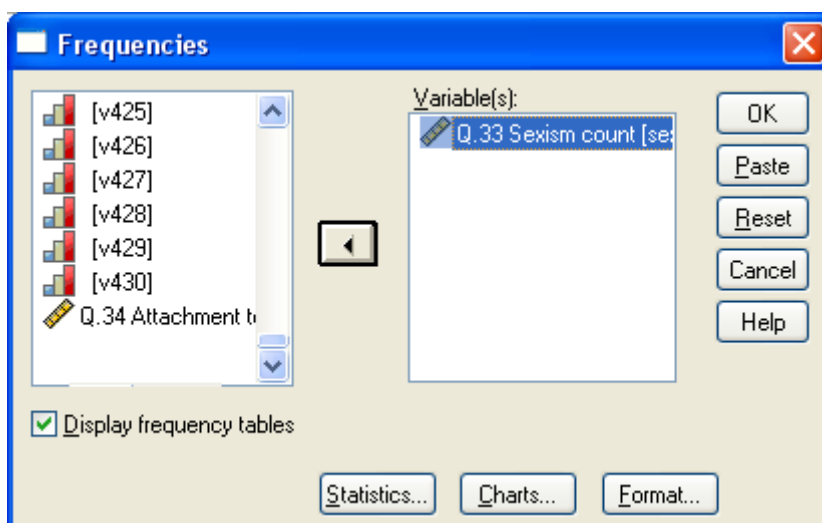 Frequencies
[v425]
[v426]
[v427]
[v428]
[v429]
[v430]
Q.34 Attachment
Variable(s):
Q.33 Sexism count
OK
Paste
Reset
Cancel
Help
Display frequency tables
Statistics...
Charts...
Format...